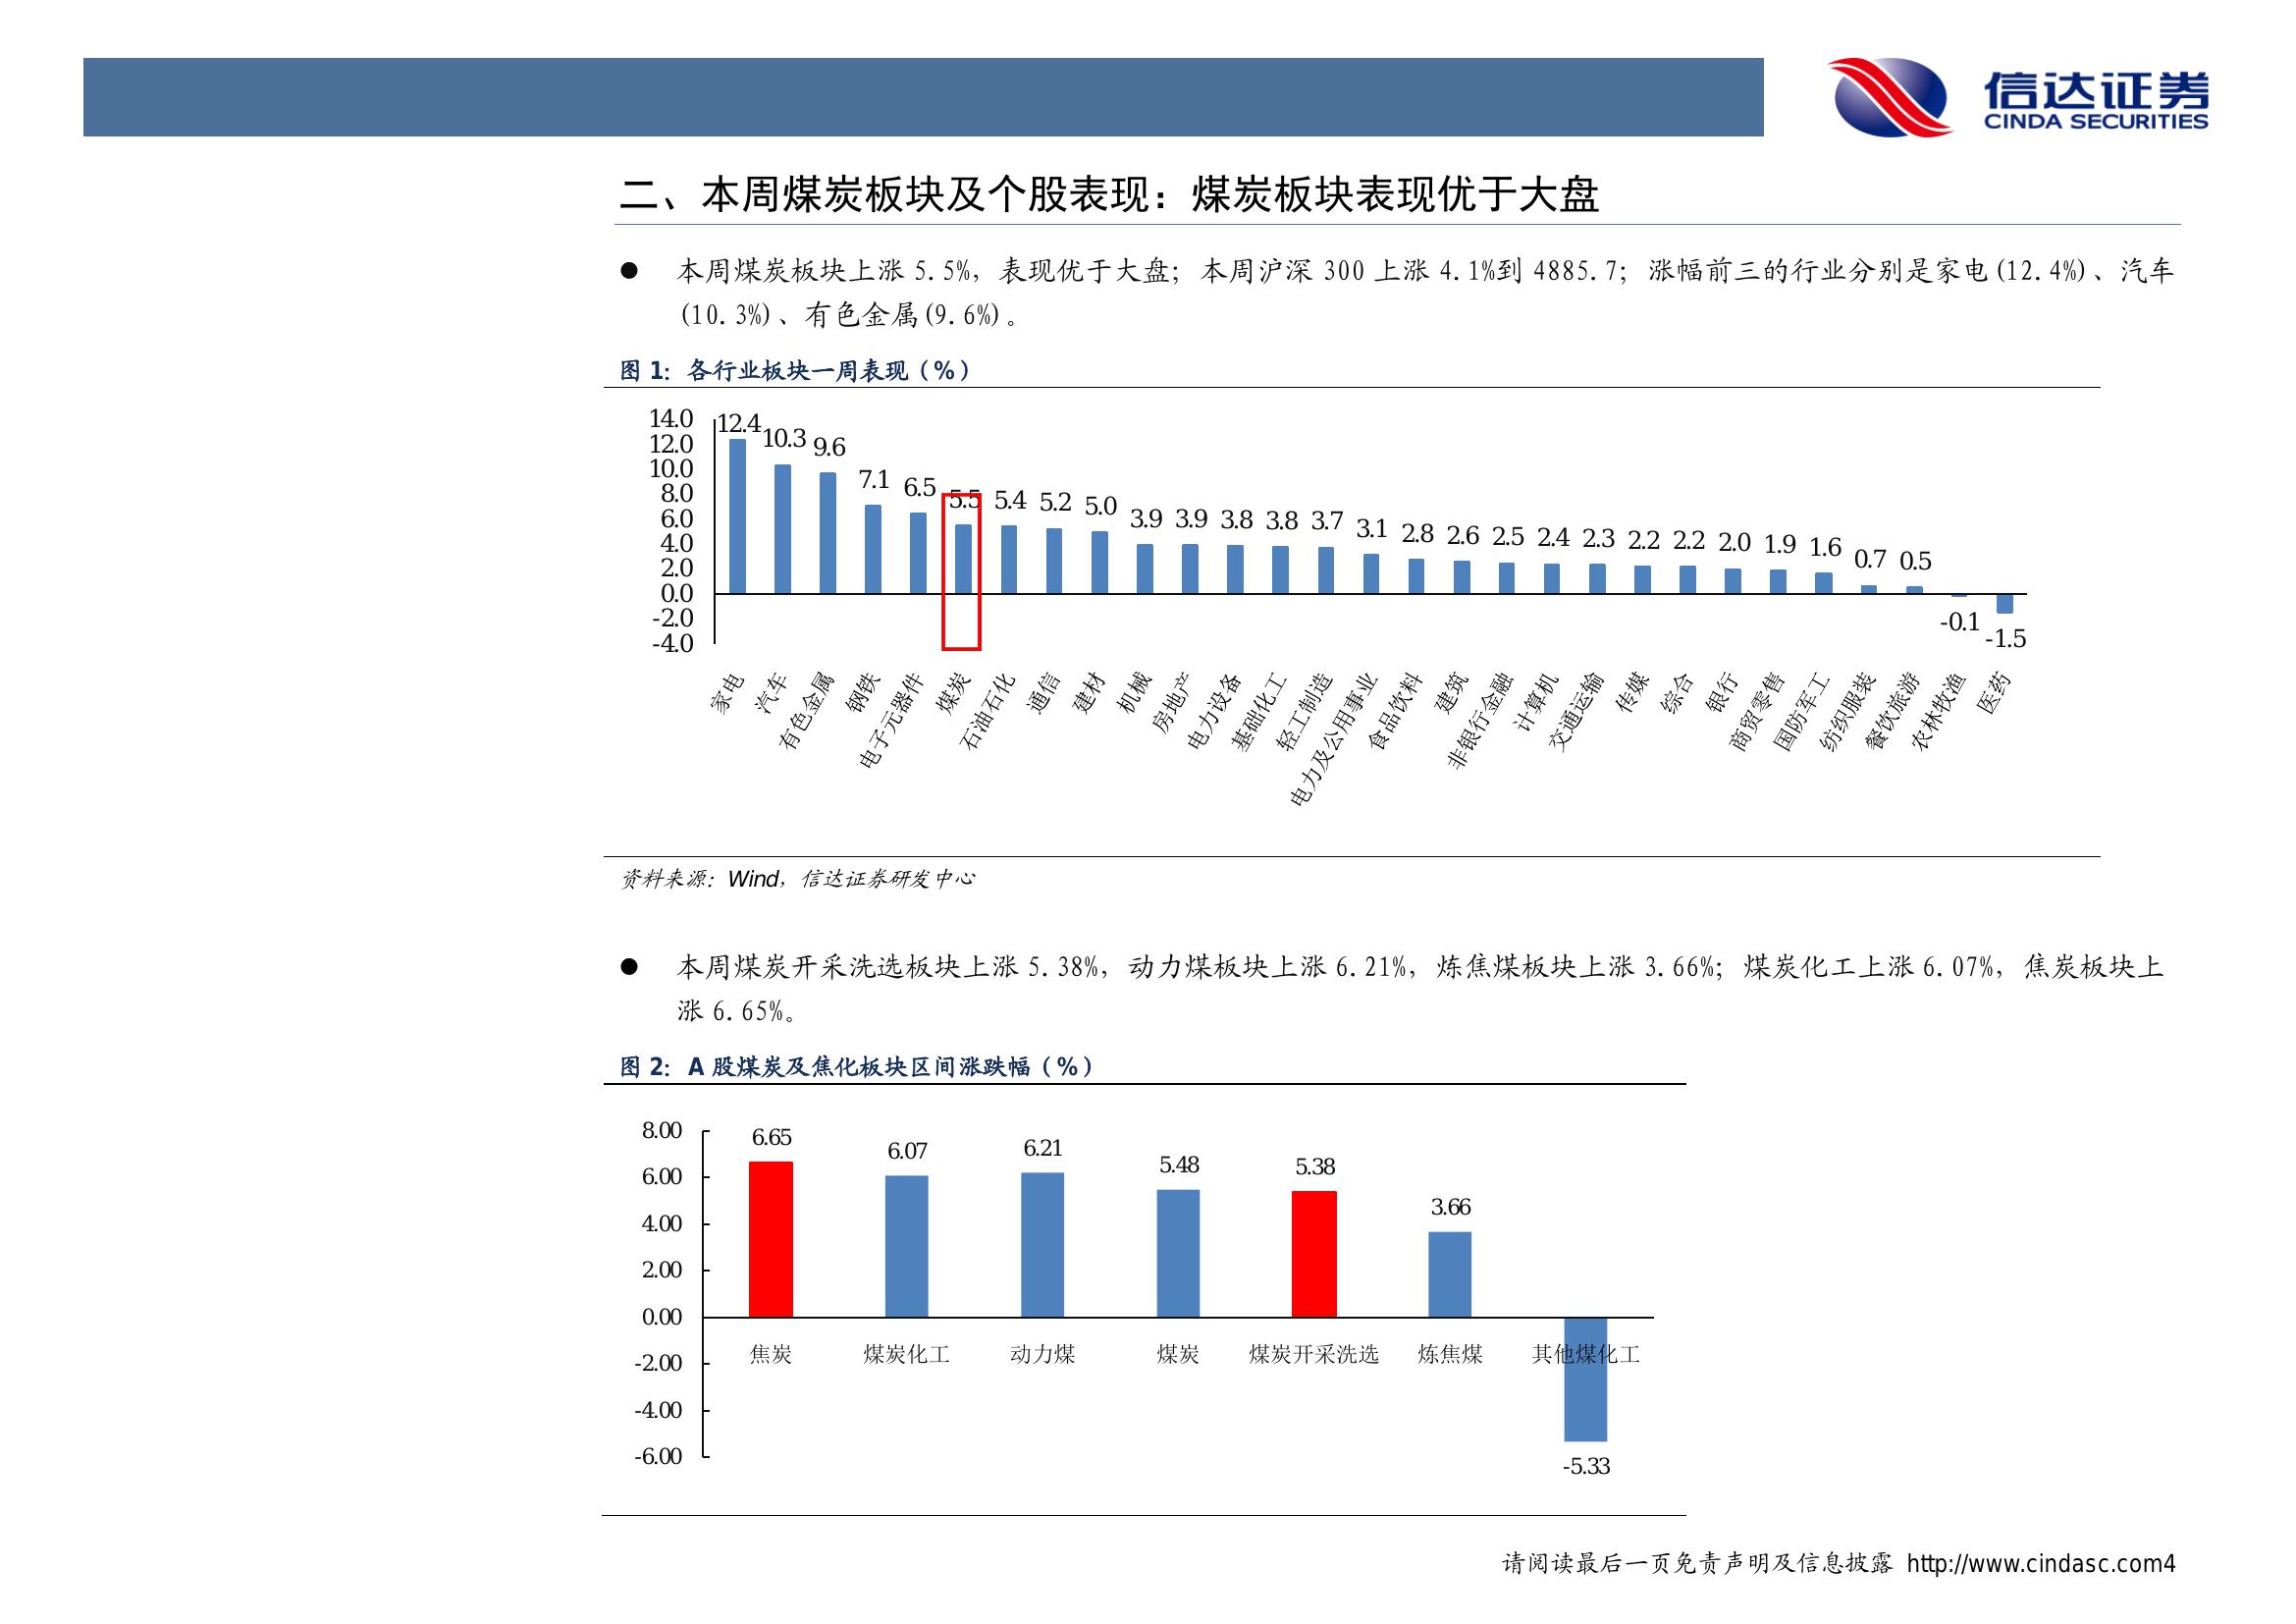 信达证券
CINDA SECURITIES
二、本周煤炭板块及个股表现：煤炭板块表现优于大盘
● 本周煤炭板块上涨 5.5%，表现优于大盘；本周沪深 300 上涨 4.1%到 4885.7；涨幅前三的行业分别是家电(12.4%)、汽车
(10.3%)、有色金属(9.6%)。
图 1：各行业板块一周表现（%）
14.0
12.0
10.0
8.0
6.0
4.0
2.0
0.0
-2.0
-4.0
12.4 10.3 9.6 7.1 6.5 5.5 5.4 5.2 5.0 3.9 3.9 3.8 3.8 3.7 3.1 2.8 2.6 2.5 2.4 2.3 2.2 2.2 2.0 1.9 1.6 0.7 0.5 -0.1 -1.5
家电 汽车 有色金属 钢铁 电子元器件 煤炭 石油石化 通信 建材 机械 房地产 电力设备 基础化工 轻工制造 电力及公用事业 食品饮料 建筑 非银行金融 计算机 交通运输 传媒 综合 银行 商贸零售 国防军工 纺织服装 餐饮旅游 农林牧渔 医药
资料来源：Wind，信达证券研发中心
● 本周煤炭开采洗选板块上涨 5.38%，动力煤板块上涨 6.21%，炼焦煤板块上涨 3.66%；煤炭化工上涨 6.07%，焦炭板块上
涨 6.65%。
图 2：A 股煤炭及焦化板块区间涨跌幅（%）
8.00
6.00
4.00
2.00
0.00
-2.00
-4.00
-6.00
6.65 6.07 6.21 5.48 5.38 3.66 -5.33
焦炭 煤炭化工 动力煤 煤炭 煤炭开采洗选 炼焦煤 其他煤化工
请阅读最后一页免责声明及信息披露 http://www.cindasc.com4